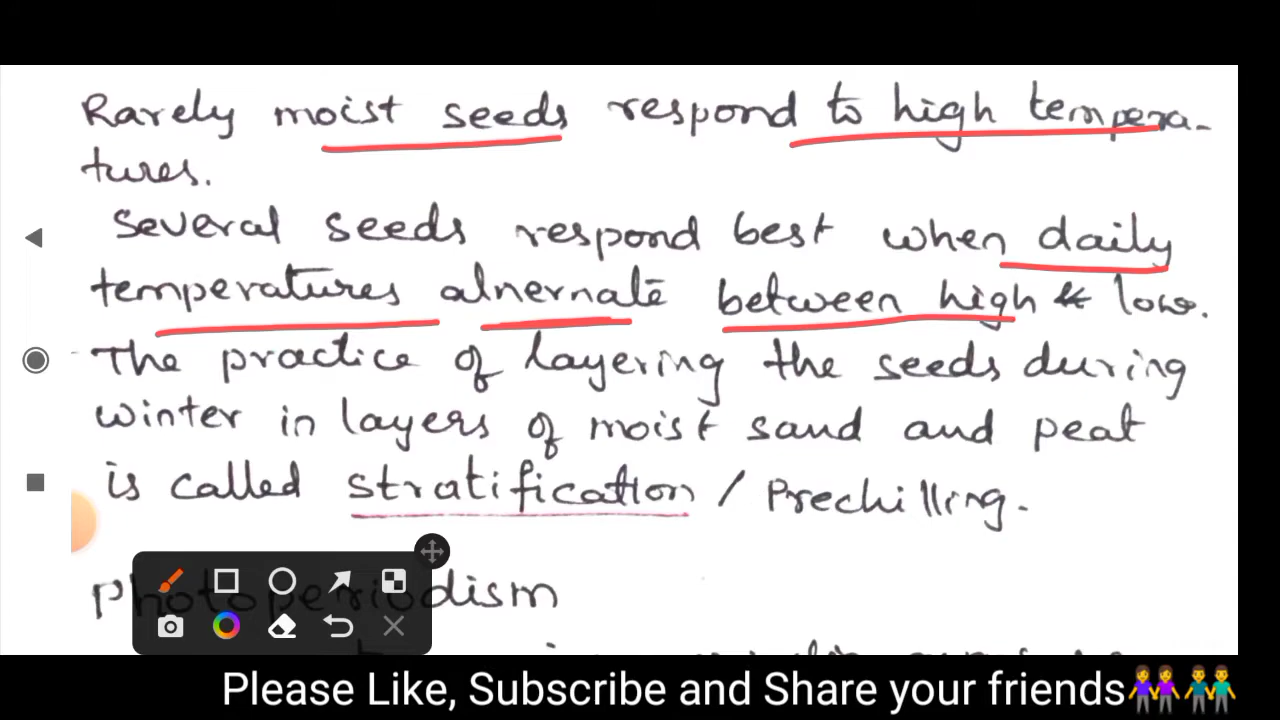 Rarely moist seeds respond to high tempera-
tures.
Several seeds respond best when daily
temperatures alnernate between high & low.
The practice of layering the seeds during
winter in layers of moist sand and peat
is called stratification / Prechilling.
Photoperiodism
Please Like, Subscribe and Share your friends👭👬